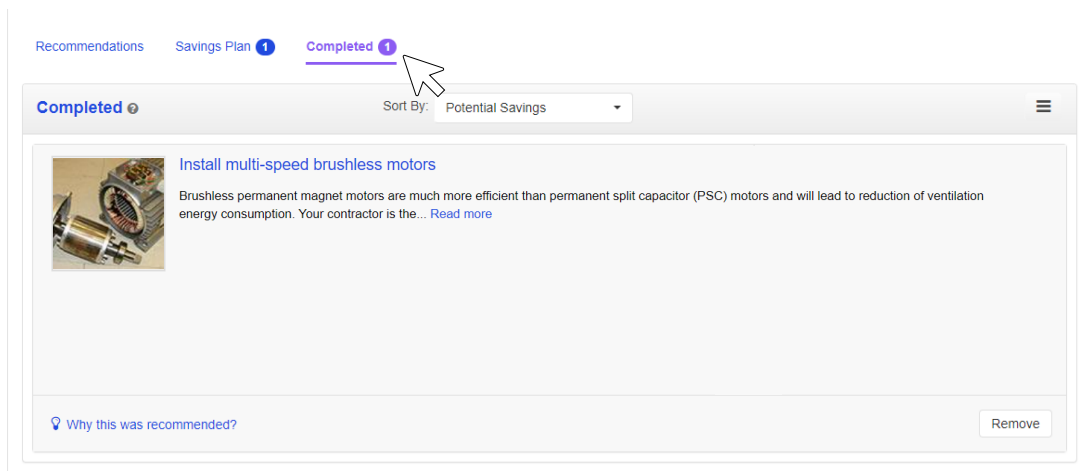 Recommendations Savings Plan 1 Completed 1
Completed ? Sort By: Potential Savings
Install multi-speed brushless motors
Brushless permanent magnet motors are much more efficient than permanent split capacitor (PSC) motors and will lead to reduction of ventilation
energy consumption. Your contractor is the... Read more
Why this was recommended? Remove